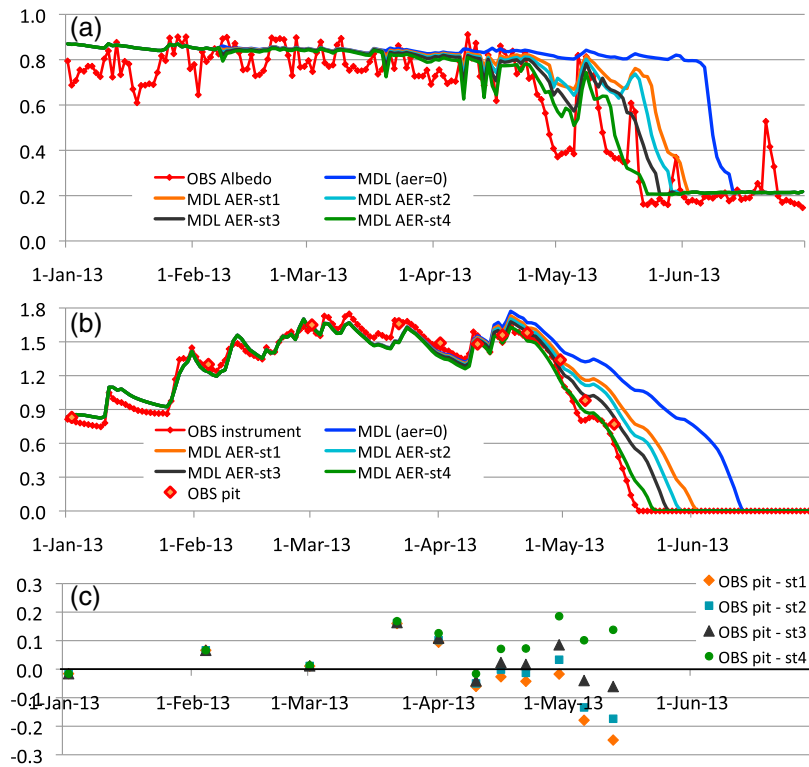 (a)
1.0
0.8
0.6
0.4
0.2
0.0
OBS Albedo
MDL (aer=0)
MDL AER-st1
MDL AER-st2
MDL AER-st3
MDL AER-st4
1-Jan-13
1-Feb-13
1-Mar-13
1-Apr-13
1-May-13
1-Jun-13
(b)
1.8
1.5
1.2
0.9
0.6
0.3
0.0
OBS instrument
MDL (aer=0)
MDL AER-st1
MDL AER-st2
MDL AER-st3
MDL AER-st4
OBS pit
1-Jan-13
1-Feb-13
1-Mar-13
1-Apr-13
1-May-13
1-Jun-13
(c)
0.3
0.2
0.1
0.0
-0.1
-0.2
-0.3
OBS pit - st1
OBS pit - st2
OBS pit - st3
OBS pit - st4
1-Jan-13
1-Feb-13
1-Mar-13
1-Apr-13
1-May-13
1-Jun-13